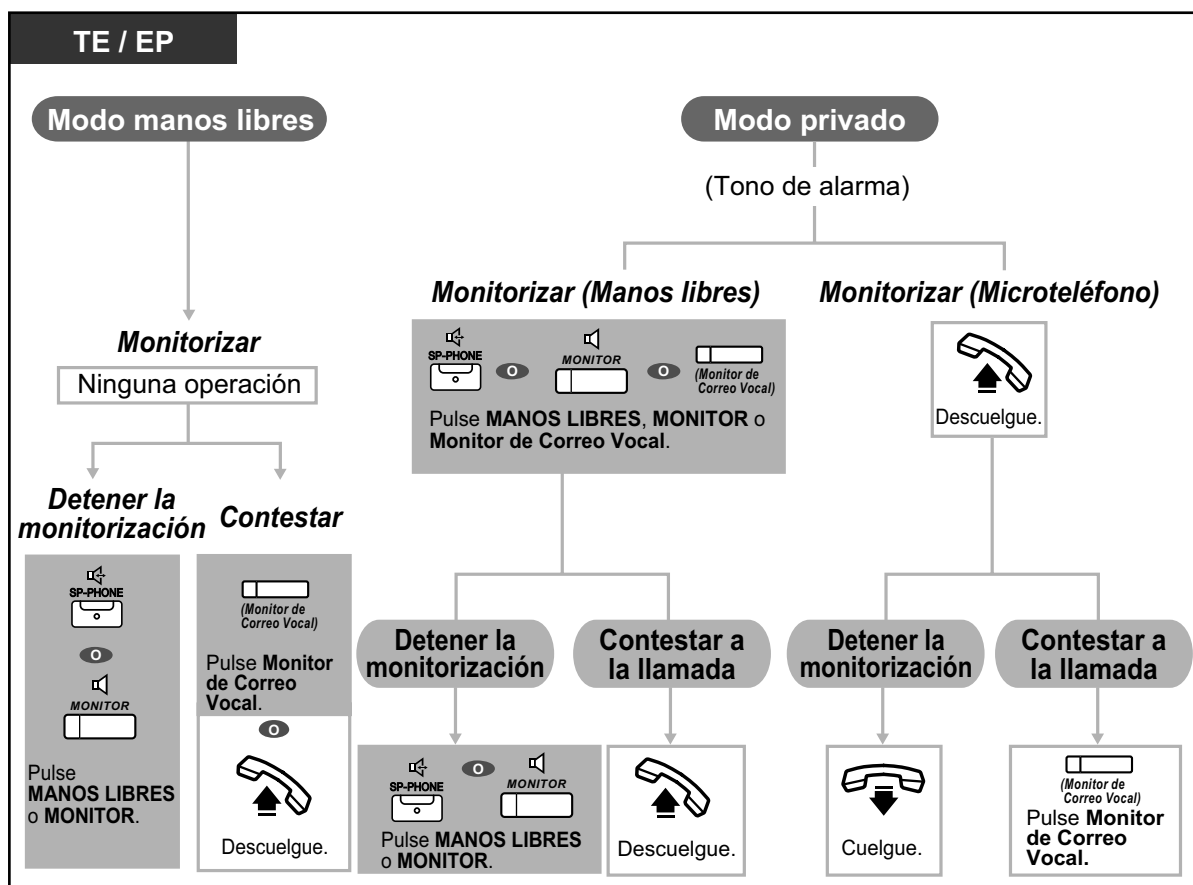 TE / EP
Modo manos libres
Monitorizar
Ninguna operación
Detener la
monitorización
SP-PHONE
O
MONITOR
Pulse
MANOS LIBRES
o MONITOR.
Contestar
(Monitor de
Correo Vocal)
Pulse Monitor
de Correo
Vocal.
O
Descuelgue.
Modo privado
(Tono de alarma)
Monitorizar (Manos libres)
SP-PHONE
O
MONITOR
O
(Monitor de
Correo Vocal)
Pulse MANOS LIBRES, MONITOR o
Monitor de Correo Vocal.
Detener la
monitorización
SP-PHONE
O
MONITOR
Pulse MANOS LIBRES
o MONITOR.
Contestar a
la llamada
Descuelgue.
Monitorizar (Microteléfono)
Descuelgue.
Detener la
monitorización
Cuelgue.
Contestar a
la llamada
(Monitor de
Correo Vocal)
Pulse Monitor
de Correo
Vocal.